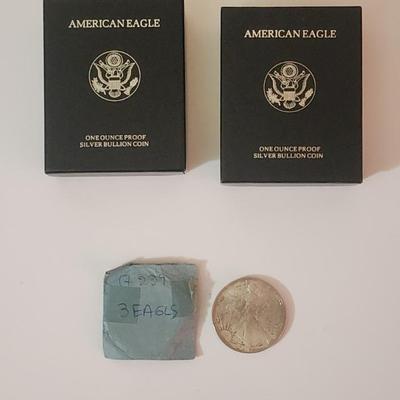 AMERICAN EAGLE
ONE OUNCE PROOF
SILVER BULLION COIN
AMERICAN EAGLE
ONE OUNCE PROOF
SILVER BULLION COIN
3 EAGLS